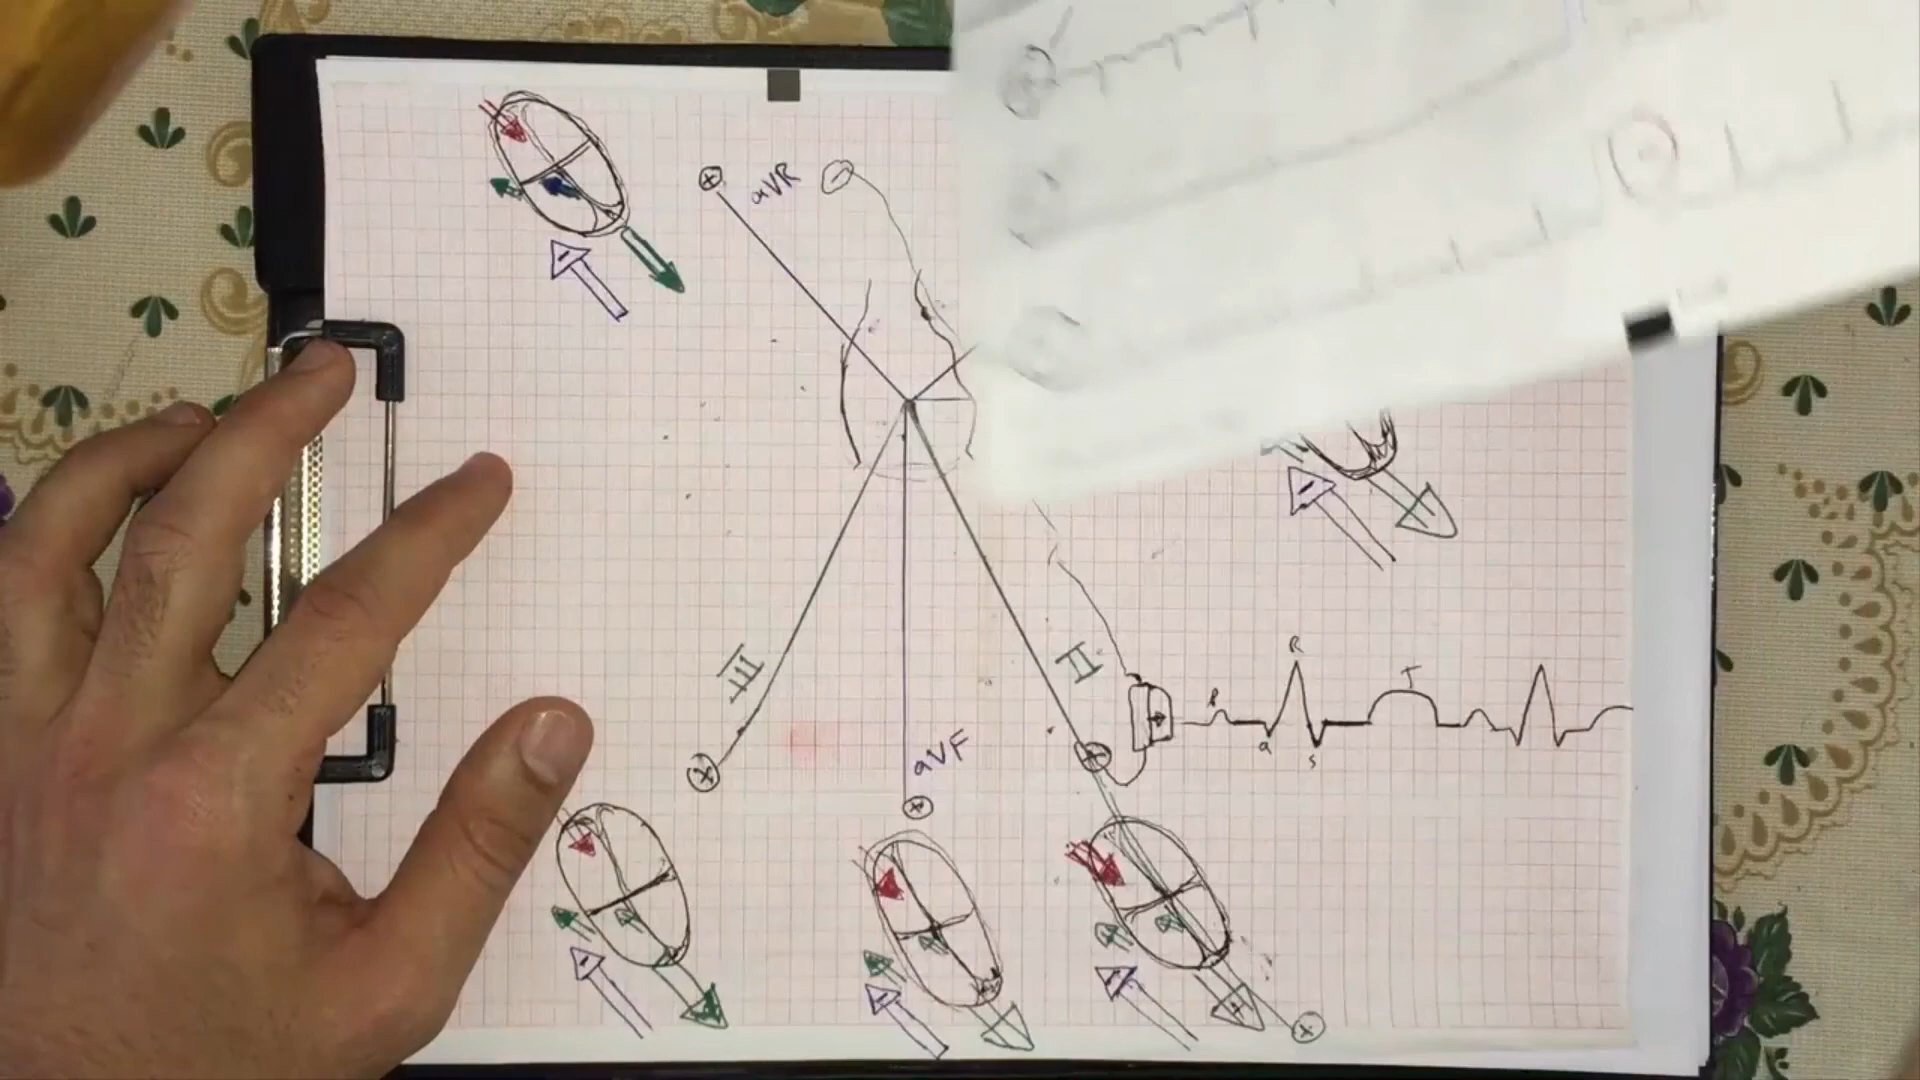 +
aVR
-
III
II
R
P
T
Q
S
aVF
+
+
+
-
-
-
-
-
+
+